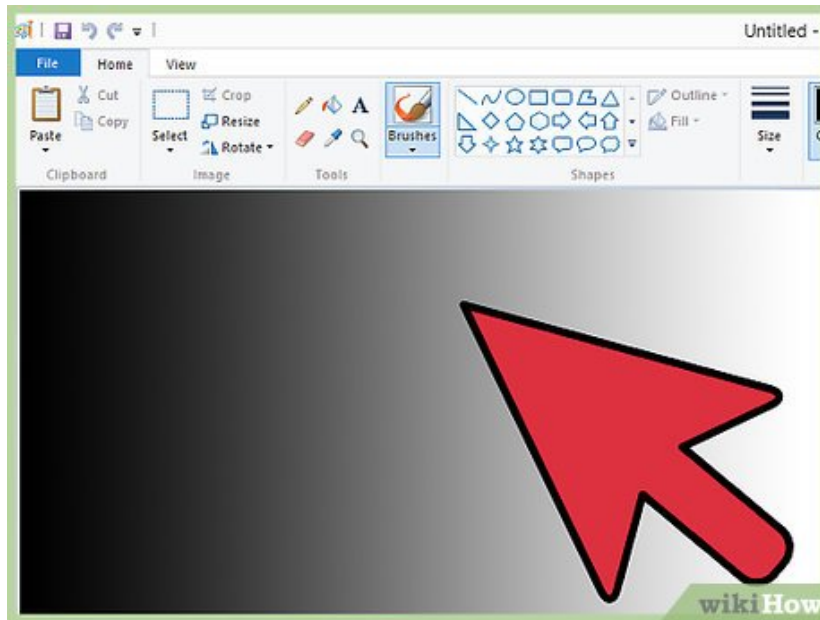 Untitled -
File Home View
Cut
Copy
Paste
Clipboard
Select
Crop
Resize
Rotate
Image
A
Tools
Brushes
Outline
Fill
Shapes
Size
wikiHow